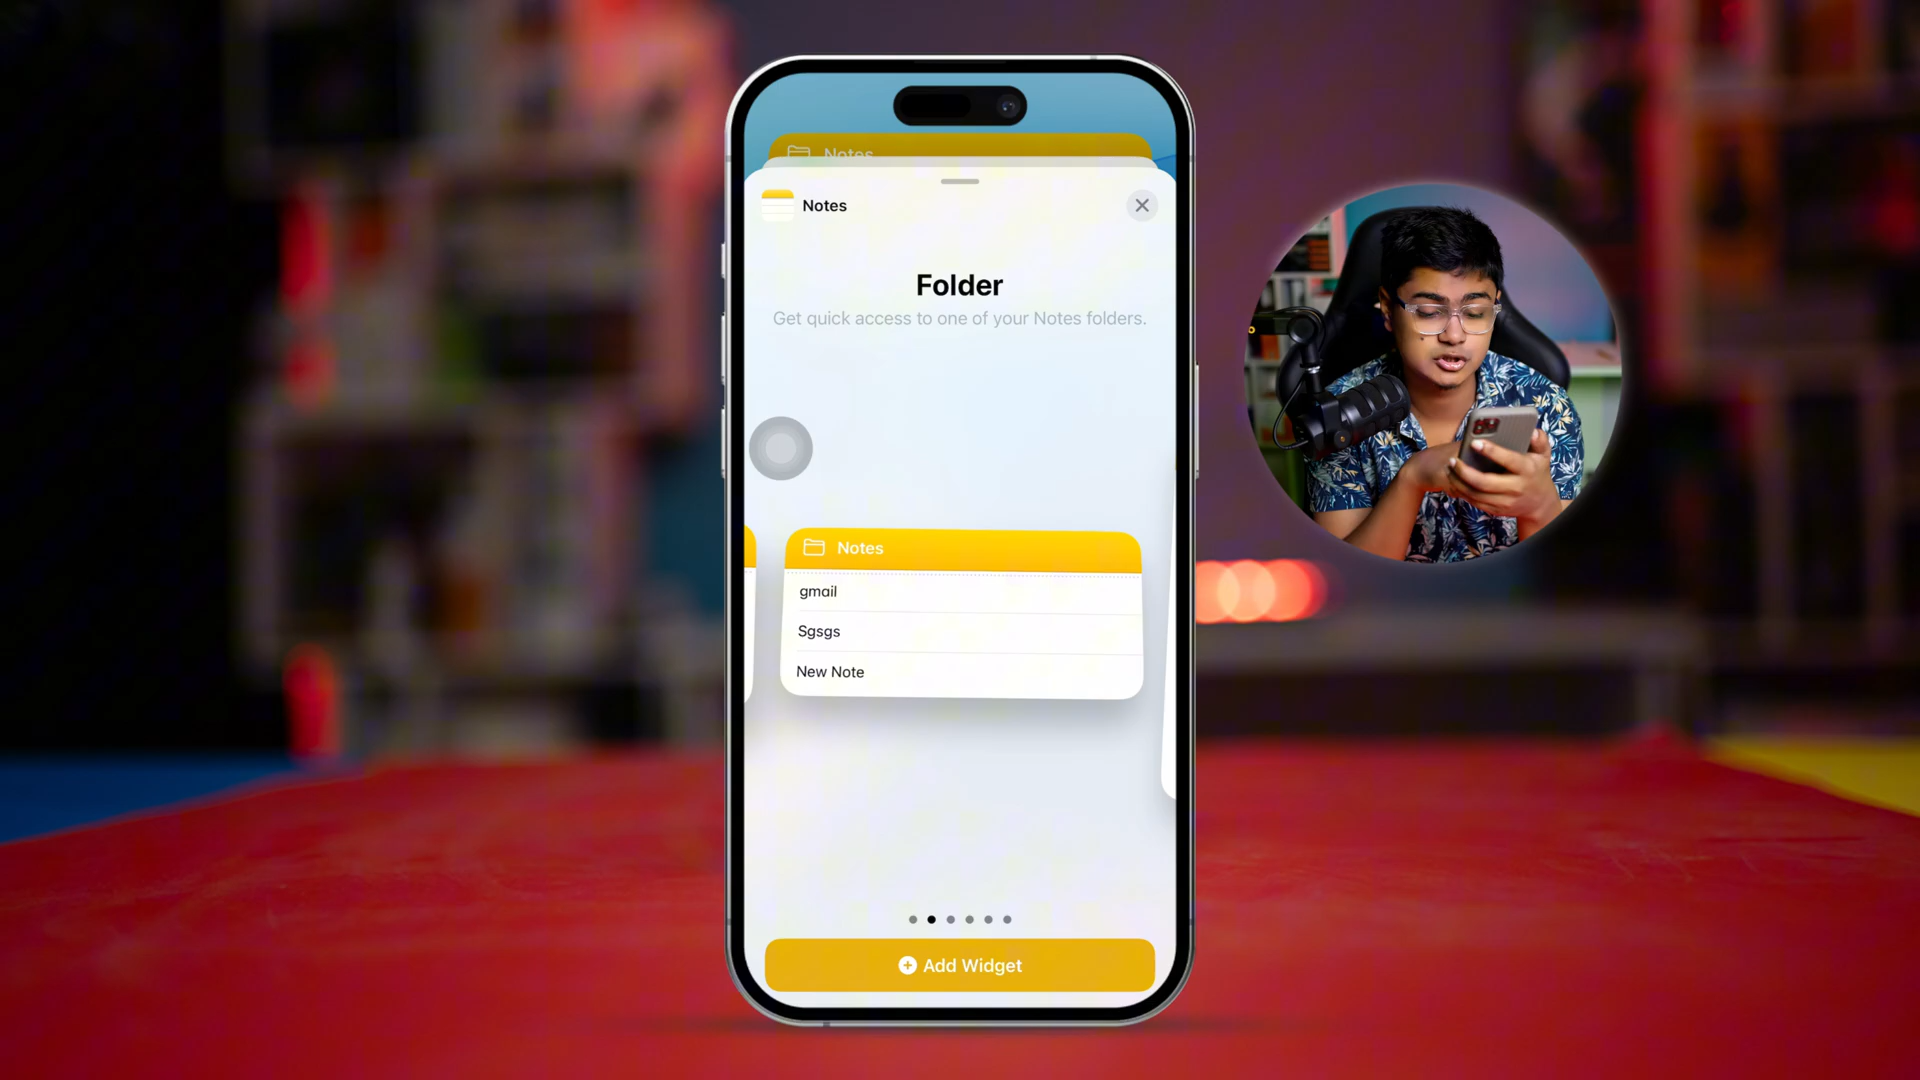 Notes
Notes
Folder
Get quick access to one of your Notes folders.
Notes
gmail
Sgsgs
New Note
Add Widget